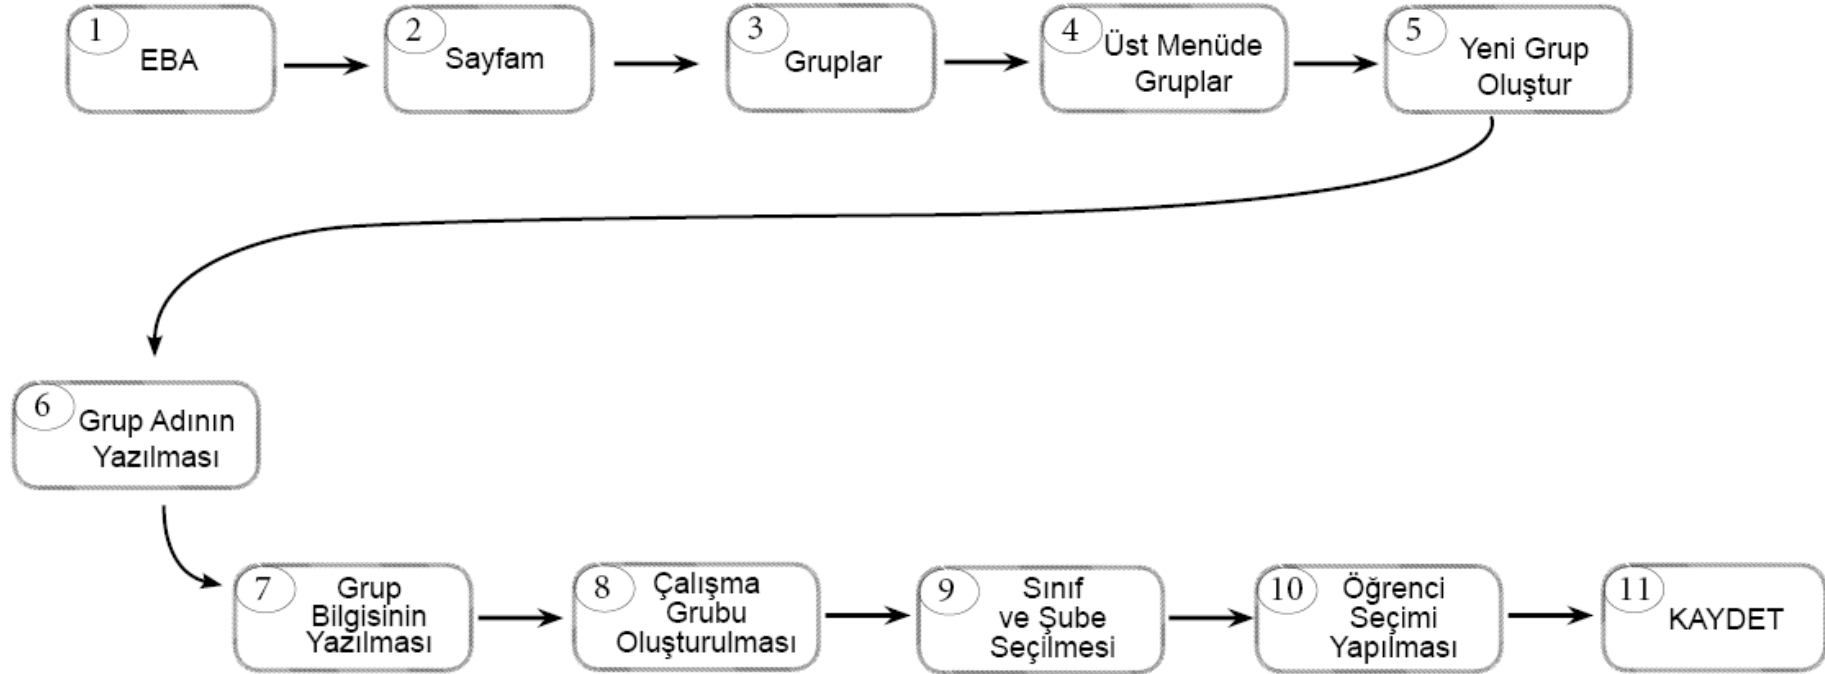 1
EBA
2
Sayfam
3
Gruplar
4
Üst Menüde
Gruplar
5
Yeni Grup
Oluştur
6
Grup Adının
Yazılması
7
Grup
Bilgisinin
Yazılması
8
Çalışma
Grubu
Oluşturulması
9
Sınıf
ve Şube
Seçilmesi
10
Öğrenci
Seçimi
Yapılması
11
KAYDET